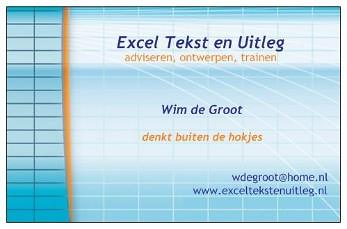 Excel Tekst en Uitleg
adviseren, ontwerpen, trainen
Wim de Groot
denkt buiten de hokjes
wdegroot@home.nl
www.exceltekstenuitleg.nl